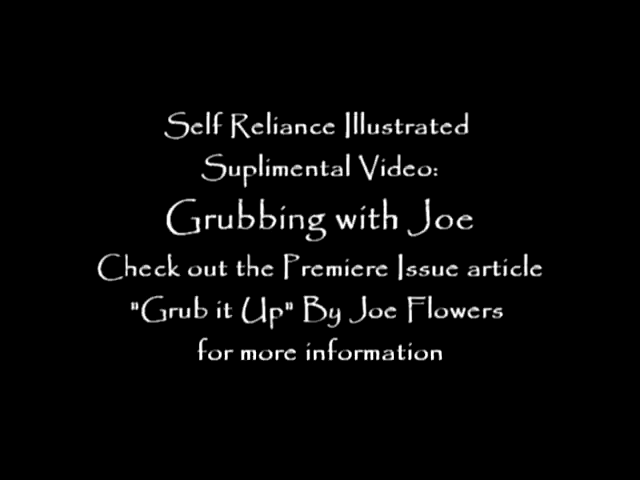 Self Reliance Illustrated
Suplimental Video:
Grubbing with Joe
Check out the Premiere Issue article
"Grub it Up" By Joe Flowers
for more information